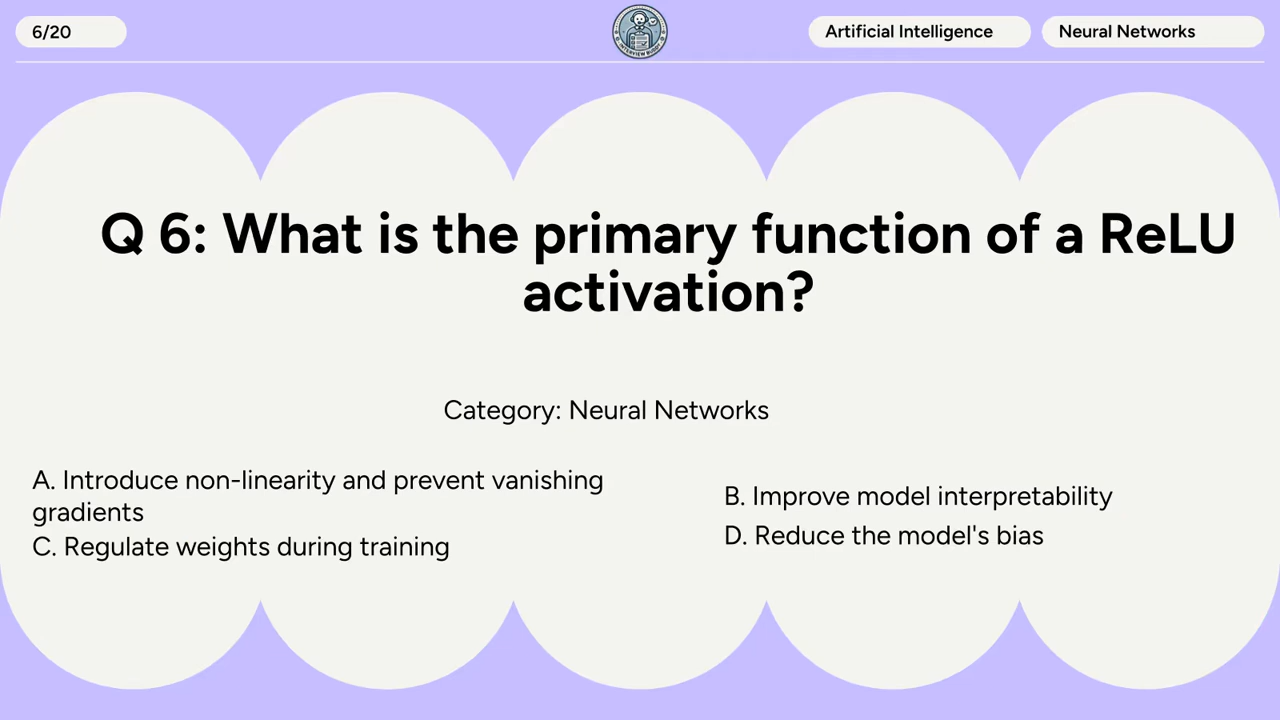 6/20
Artificial Intelligence
Neural Networks
Q 6: What is the primary function of a ReLU
activation?
Category: Neural Networks
A. Introduce non-linearity and prevent vanishing
gradients
B. Improve model interpretability
C. Regulate weights during training
D. Reduce the model's bias